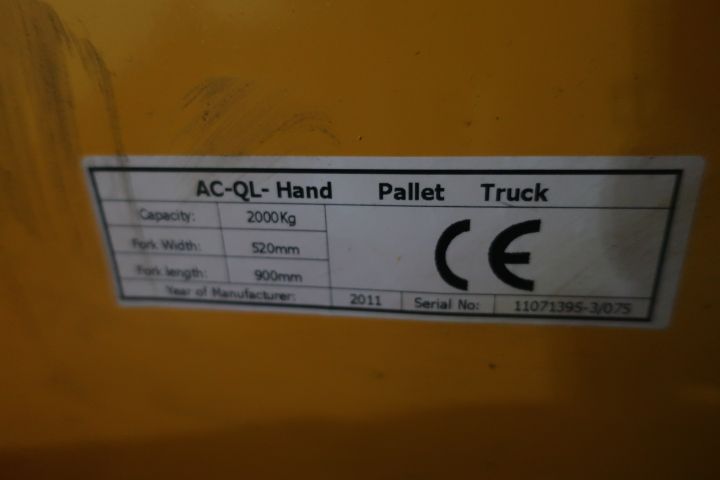 AC-QL- Hand Pallet Truck
Capacity: 2000Kg
Fork Width: 520mm
Fork length: 900mm
CE
Year of Manufacturer: 2011 Serial No: 11071395-3/075